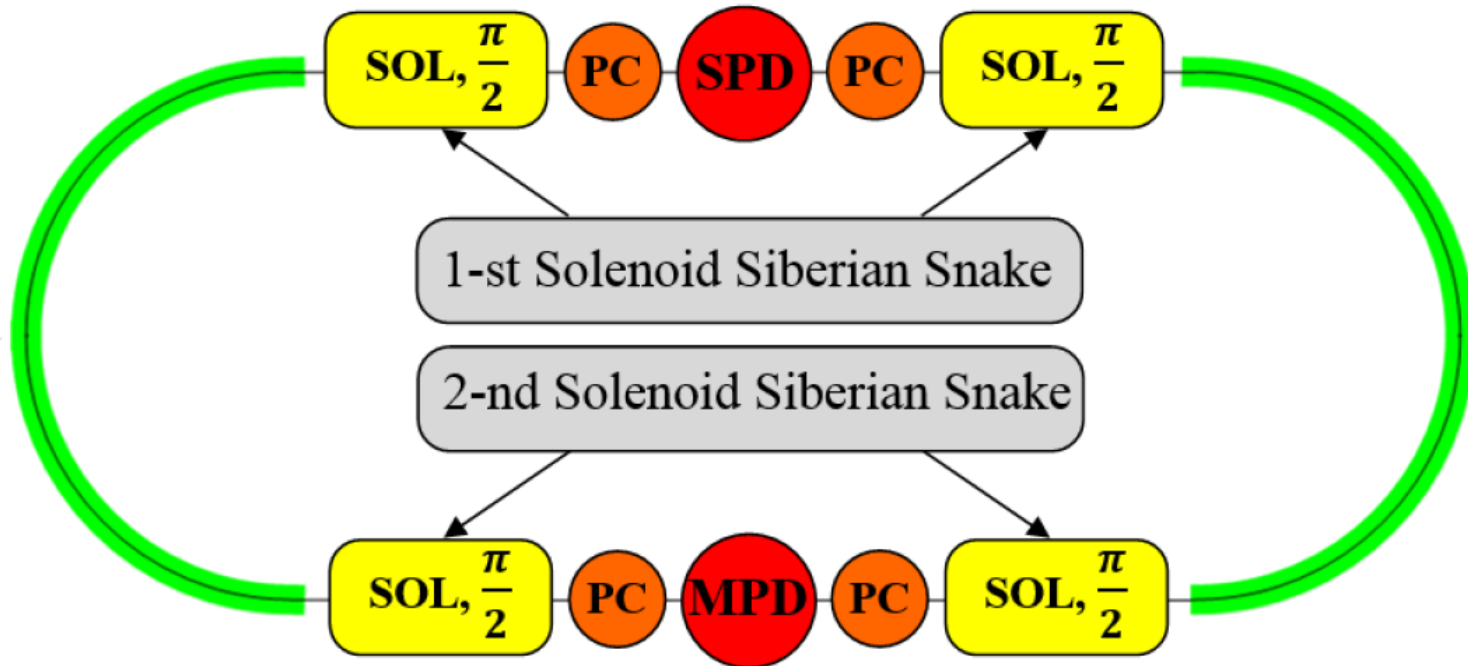 SOL, π/2 PC SPD PC SOL, π/2
1-st Solenoid Siberian Snake
2-nd Solenoid Siberian Snake
SOL, π/2 PC MPD PC SOL, π/2